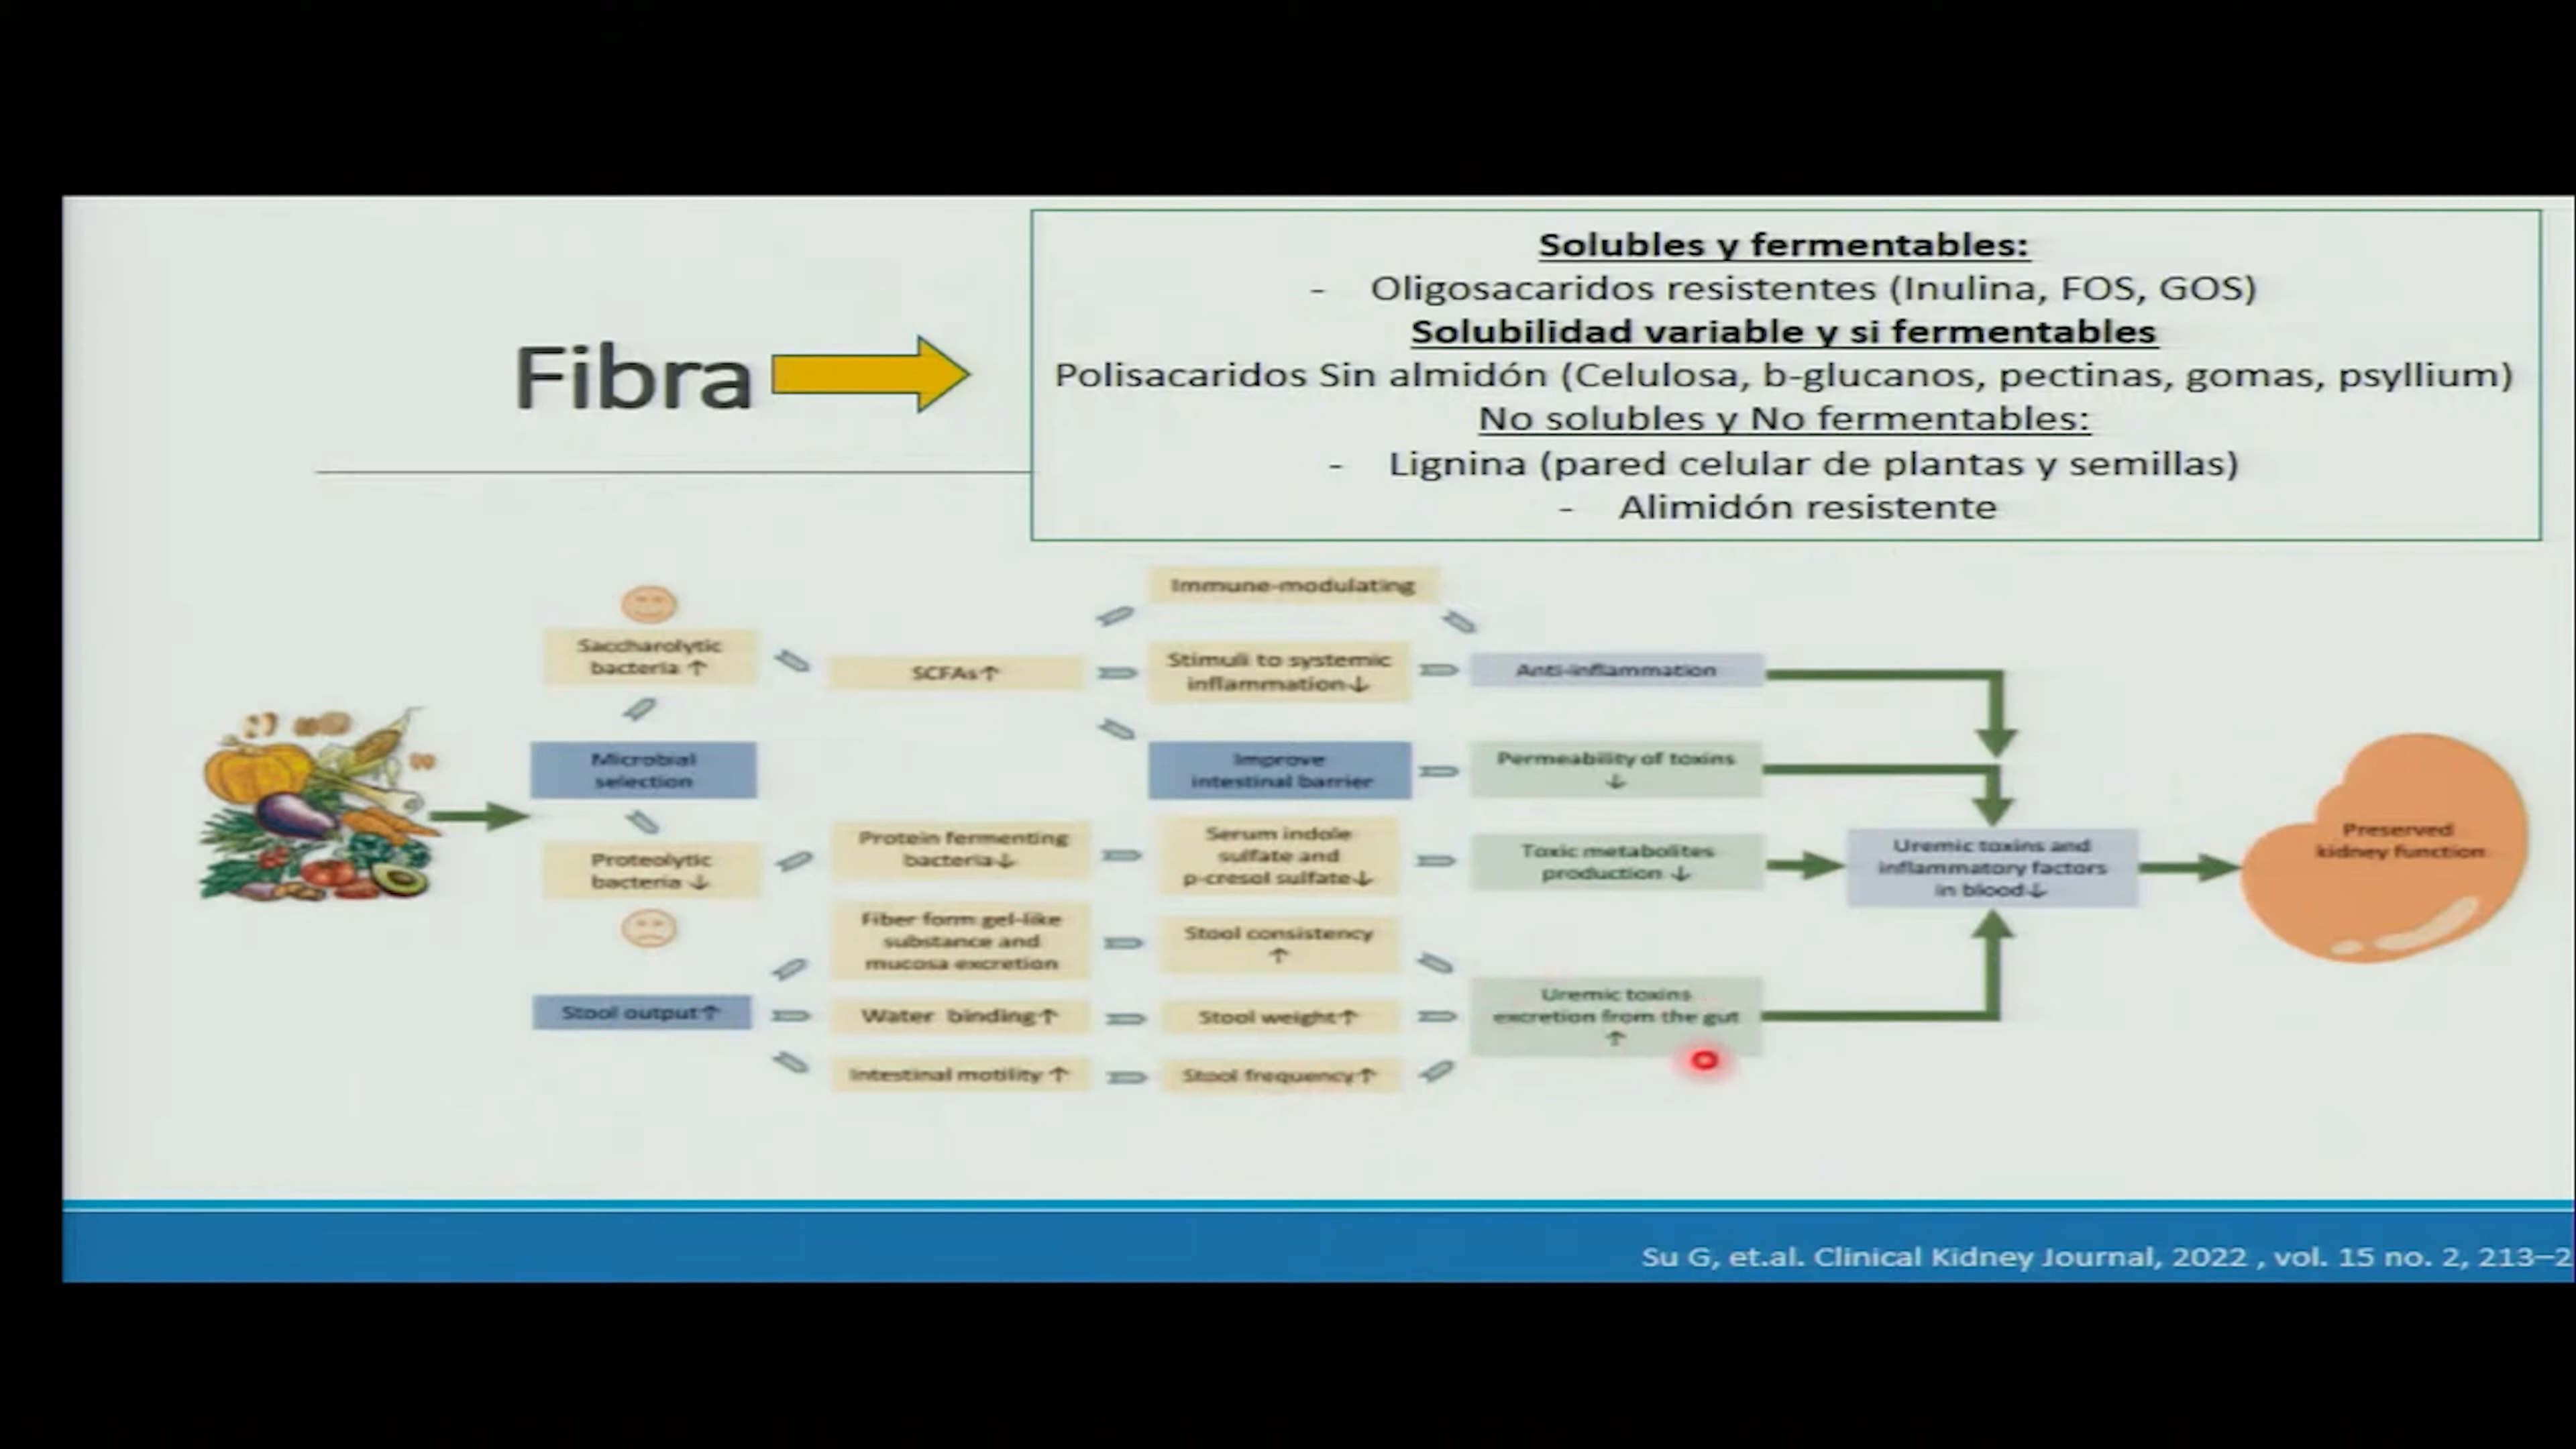 Fibra
Solubles y fermentables:
- Oligosacaridos resistentes (Inulina, FOS, GOS)
Solubilidad variable y si fermentables
Polisacaridos Sin almidón (Celulosa, b-glucanos, pectinas, gomas, psyllium)
No solubles y No fermentables:
- Lignina (pared celular de plantas y semillas)
- Alimidón resistente
Immune-modulating
Saccharolytic
bacteria ↑
SCFAs↑
Stimuli to systemic
inflammation↓
Anti-inflammation
Microbial
selection
Improve
intestinal barrier
Permeability of toxins
↓
Proteolytic
bacteria ↓
Protein fermenting
bacteria↓
Serum indole
sulfate and
p-cresol sulfate↓
Toxic metabolites
production ↓
Uremic toxins and
inflammatory factors
in blood↓
Preserved
kidney function
Fiber form gel-like
substance and
mucosa excretion
Stool consistency
↑
Stool output↑
Water binding↑
Stool weight↑
Uremic toxins
excretion from the gut
↑
Intestinal motility ↑
Stool frequency↑
Su G, et.al. Clinical Kidney Journal, 2022 , vol. 15 no. 2, 213–2